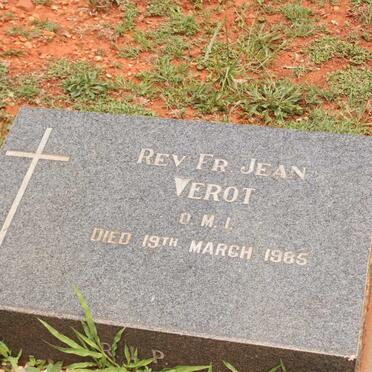 REV FR JEAN
VEROT
O.M.I.
DIED 19TH MARCH 1985